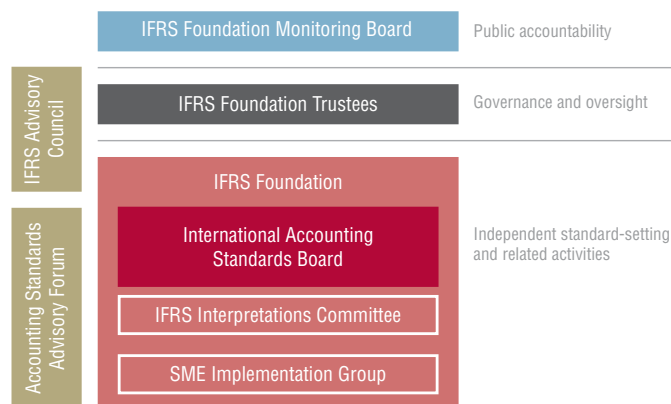 IFRS Foundation Monitoring Board
Public accountability
IFRS Advisory
Council
IFRS Foundation Trustees
Governance and oversight
Accounting Standards
Advisory Forum
IFRS Foundation
International Accounting
Standards Board
Independent standard-setting
and related activities
IFRS Interpretations Committee
SME Implementation Group